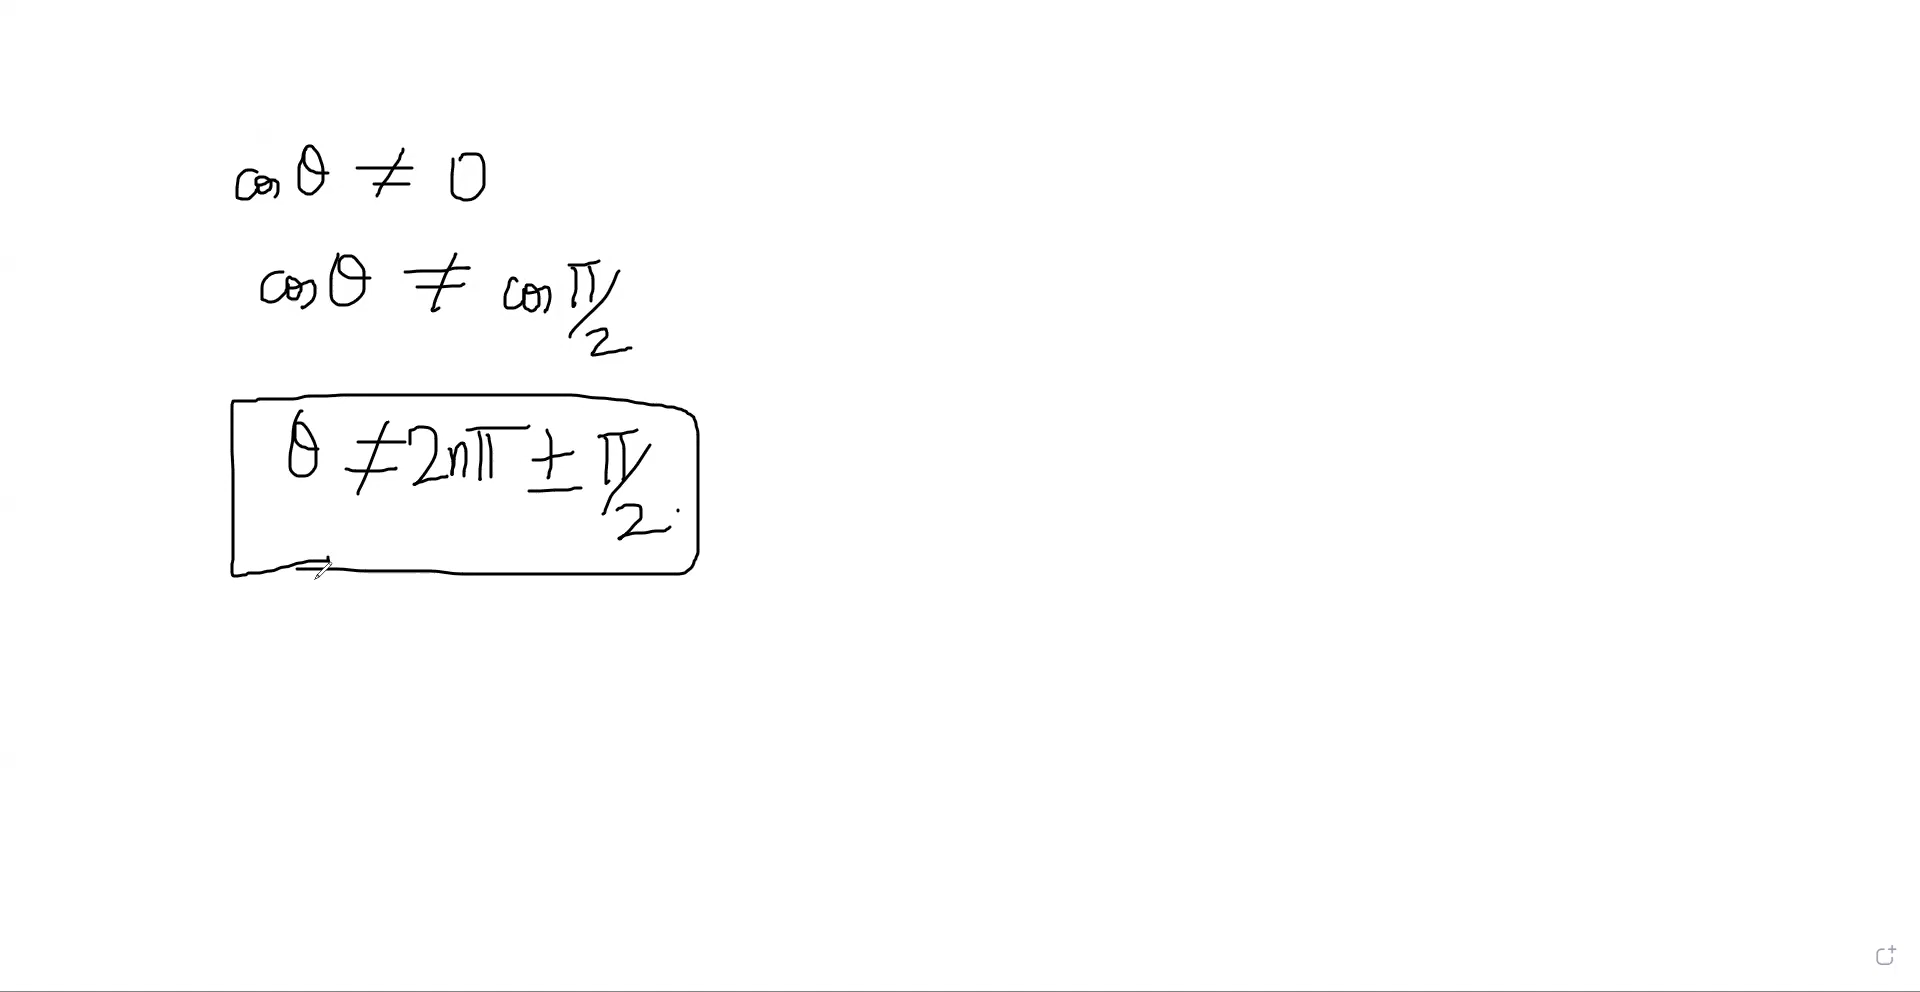 cos θ ≠ 0
cos θ ≠ cos π/2
θ ≠ 2nπ ± π/2.